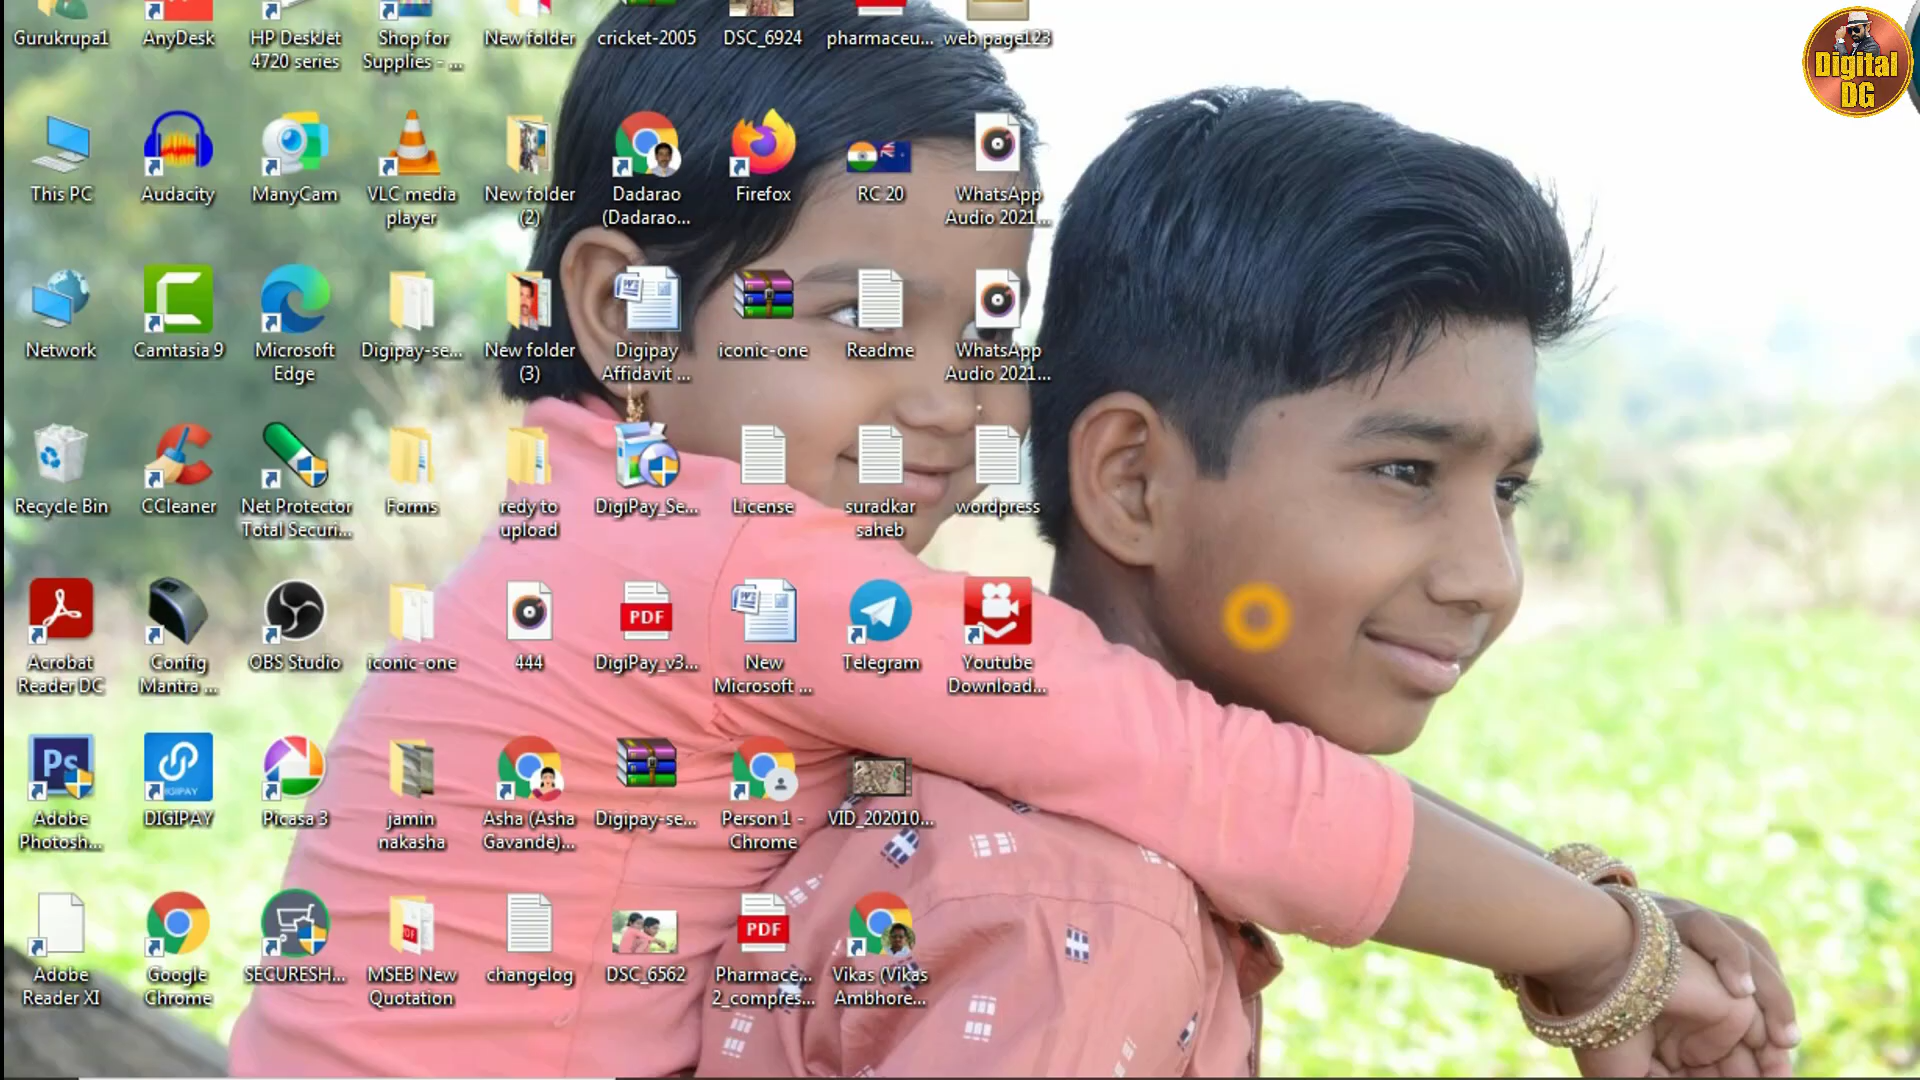 Gurukrupa1
AnyDesk
HP DeskJet
4720 series
Shop for
Supplies - ...
New folder
cricket-2005
DSC_6924
pharmaceu...
web page123
Digital
DG
This PC
Audacity
ManyCam
VLC media
player
New folder
(2)
Dadarao
(Dadarao...
Firefox
RC 20
WhatsApp
Audio 2021...
Network
Camtasia 9
Microsoft
Edge
Digipay-se...
New folder
(3)
Digipay
Affidavit ...
iconic-one
Readme
WhatsApp
Audio 2021...
Recycle Bin
CCleaner
Net Protector
Total Securi...
Forms
redy to
upload
DigiPay_Se...
License
suradkar
saheb
wordpress
Acrobat
Reader DC
Config
Mantra ...
OBS Studio
iconic-one
444
PDF
DigiPay_v3...
New
Microsoft ...
Telegram
Youtube
Download...
Ps
Adobe
Photosh...
DIGIPAY
DIGIPAY
Picasa 3
jamin
nakasha
Asha (Asha
Gavande)...
Digipay-se...
Person 1 -
Chrome
VID_202010...
Adobe
Reader XI
Google
Chrome
SECURESH...
PDF
MSEB New
Quotation
changelog
DSC_6562
PDF
Pharmace...
2_compres...
Vikas (Vikas
Ambhore...